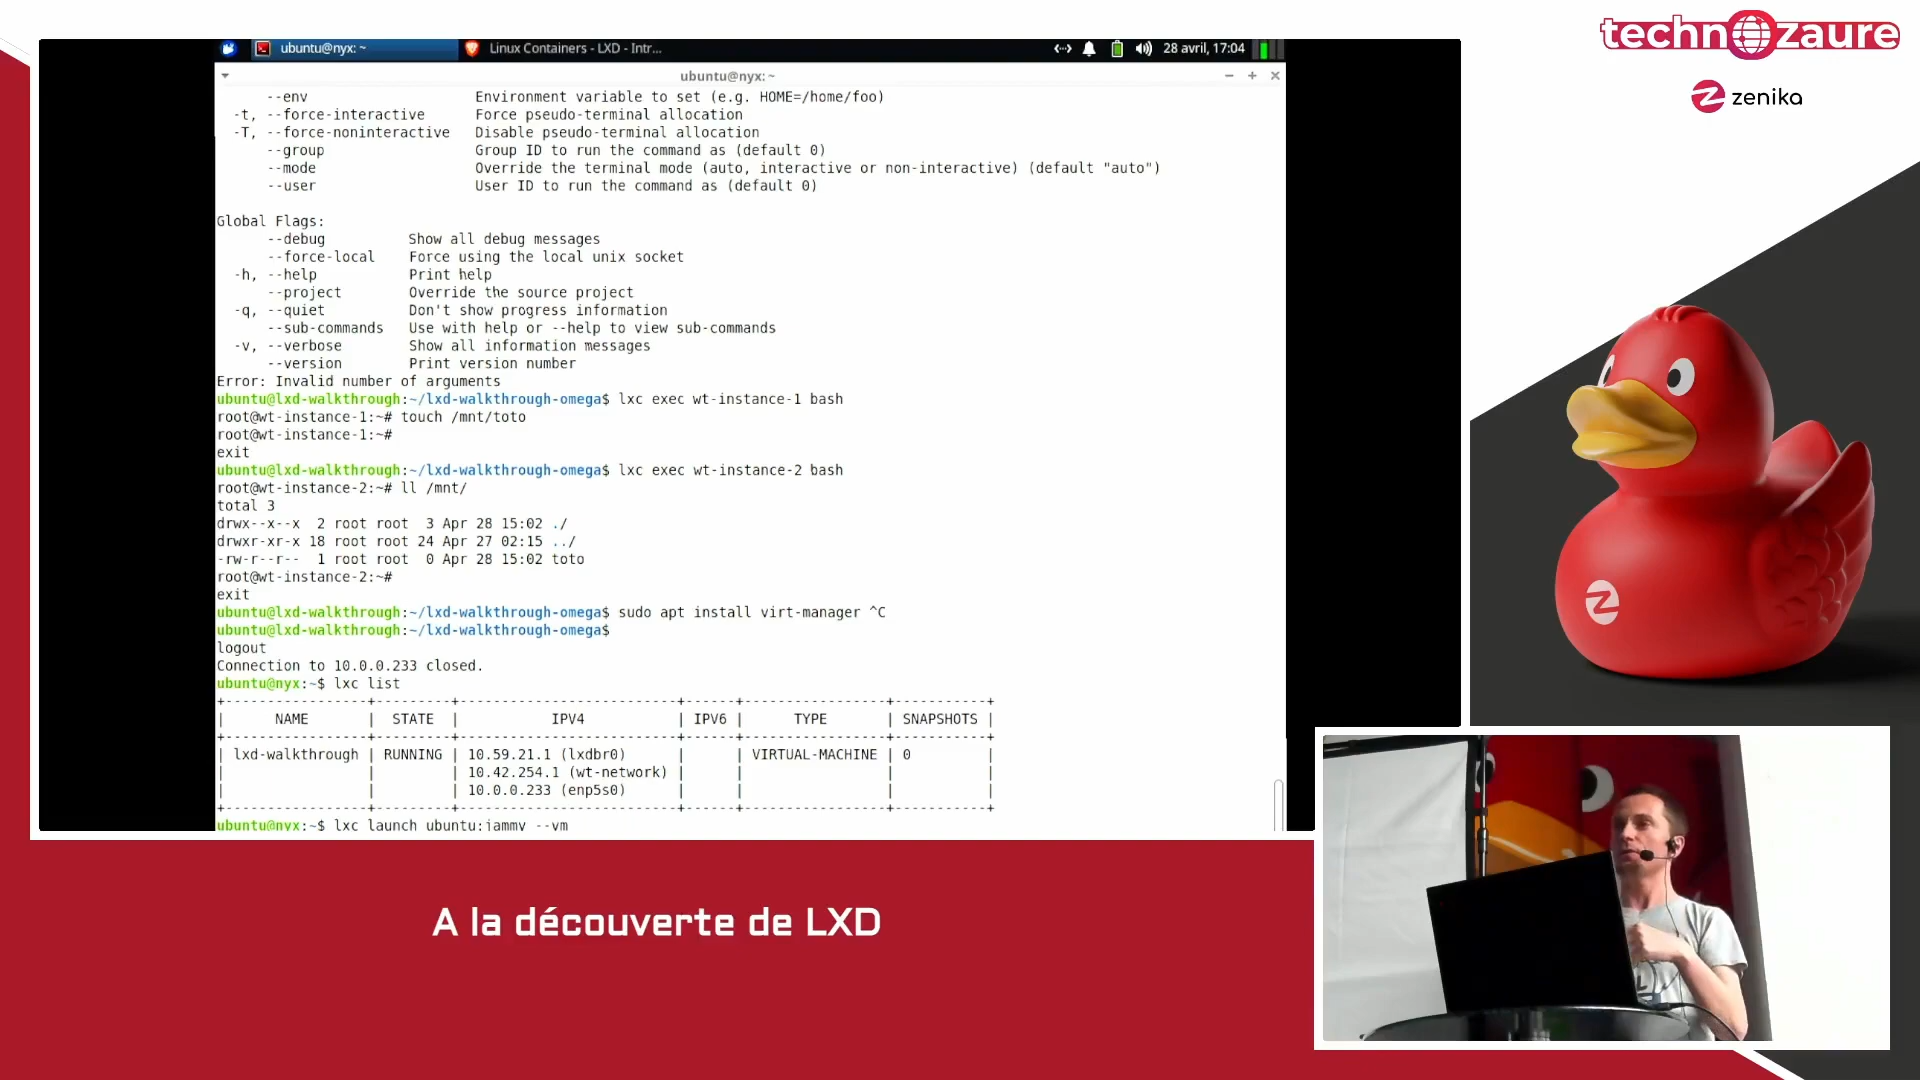 ubuntu@nyx: ~
Linux Containers - LXD - Intr...
28 avril, 17:04
ubuntu@nyx: ~
--env Environment variable to set (e.g. HOME=/home/foo)
-t, --force-interactive Force pseudo-terminal allocation
-T, --force-noninteractive Disable pseudo-terminal allocation
--group Group ID to run the command as (default 0)
--mode Override the terminal mode (auto, interactive or non-interactive) (default "auto")
--user User ID to run the command as (default 0)
Global Flags:
--debug Show all debug messages
--force-local Force using the local unix socket
-h, --help Print help
--project Override the source project
-q, --quiet Don't show progress information
--sub-commands Use with help or --help to view sub-commands
-v, --verbose Show all information messages
--version Print version number
Error: Invalid number of arguments
ubuntu@lxd-walkthrough:~/lxd-walkthrough-omega$ lxc exec wt-instance-1 bash
root@wt-instance-1:~# touch /mnt/toto
root@wt-instance-1:~#
exit
ubuntu@lxd-walkthrough:~/lxd-walkthrough-omega$ lxc exec wt-instance-2 bash
root@wt-instance-2:~# ll /mnt/
total 3
drwx--x--x 2 root root 3 Apr 28 15:02 ./
drwxr-xr-x 18 root root 24 Apr 27 02:15 ../
-rw-r--r-- 1 root root 0 Apr 28 15:02 toto
root@wt-instance-2:~#
exit
ubuntu@lxd-walkthrough:~/lxd-walkthrough-omega$ sudo apt install virt-manager ^C
ubuntu@lxd-walkthrough:~/lxd-walkthrough-omega$
logout
Connection to 10.0.0.233 closed.
ubuntu@nyx:~$ lxc list
| NAME | STATE | IPV4 | IPV6 | TYPE | SNAPSHOTS |
| lxd-walkthrough | RUNNING | 10.59.21.1 (lxdbr0) | | VIRTUAL-MACHINE | 0 |
| | | 10.42.254.1 (wt-network) | | | |
| | | 10.0.0.233 (enp5s0) | | | |
ubuntu@nyx:~$ lxc launch ubuntu:jammy --vm
technozaure
zenika
A la découverte de LXD